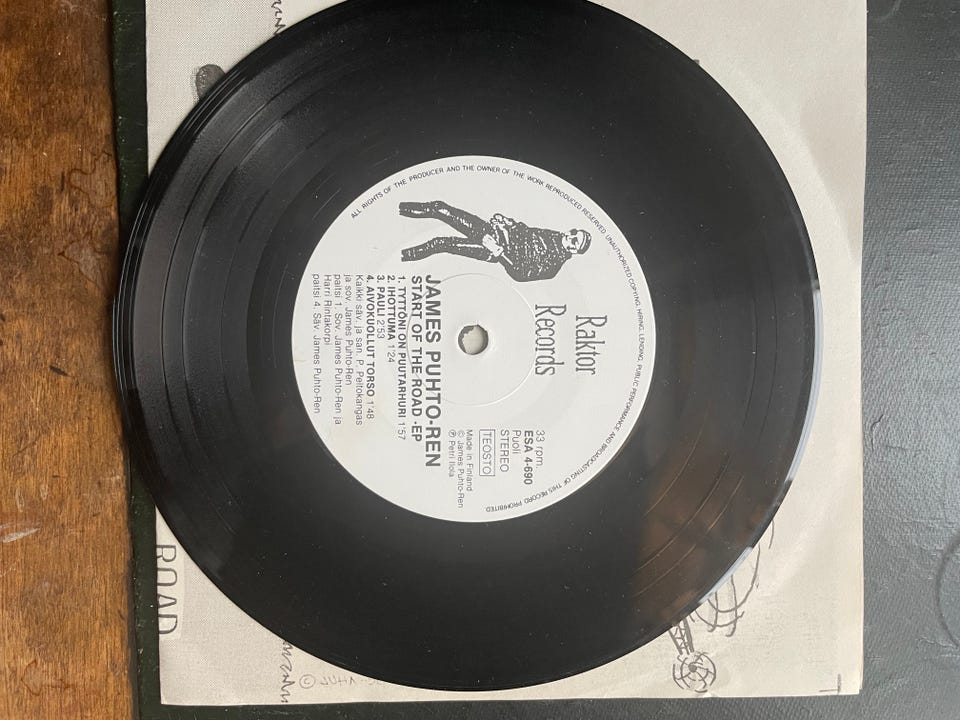 ALL RIGHTS OF THE PRODUCER AND THE OWNER OF THE WORK REPRODUCED RESERVED. UNAUTHORIZED COPYING, HIRING, LENDING, PUBLIC PERFORMANCE AND BROADCASTING OF THIS RECORD PROHIBITED
Raktor
Records
33 rpm.
ESA 4-690
Puoli
STEREO
TEOSTO
Made in Finland
© James Puhto-Ren
℗ Petri Ilola
JAMES PUHTO-REN
START OF THE ROAD -EP
1. TYTTÖNI ON PUUTARHURI 1'57
2. IHOTTUMA 1'24
3. PAULI 2'53
4. AIVOKUOLLUT TORSO 1'48
Kaikki säv. ja san. P. Peltokangas
ja sov. James Puhto-Ren
paitsi 1. Sov. James Puhto-Ren ja
Harri Rintakorpi
paitsi 4. Säv. James Puhto-Ren
ROAD